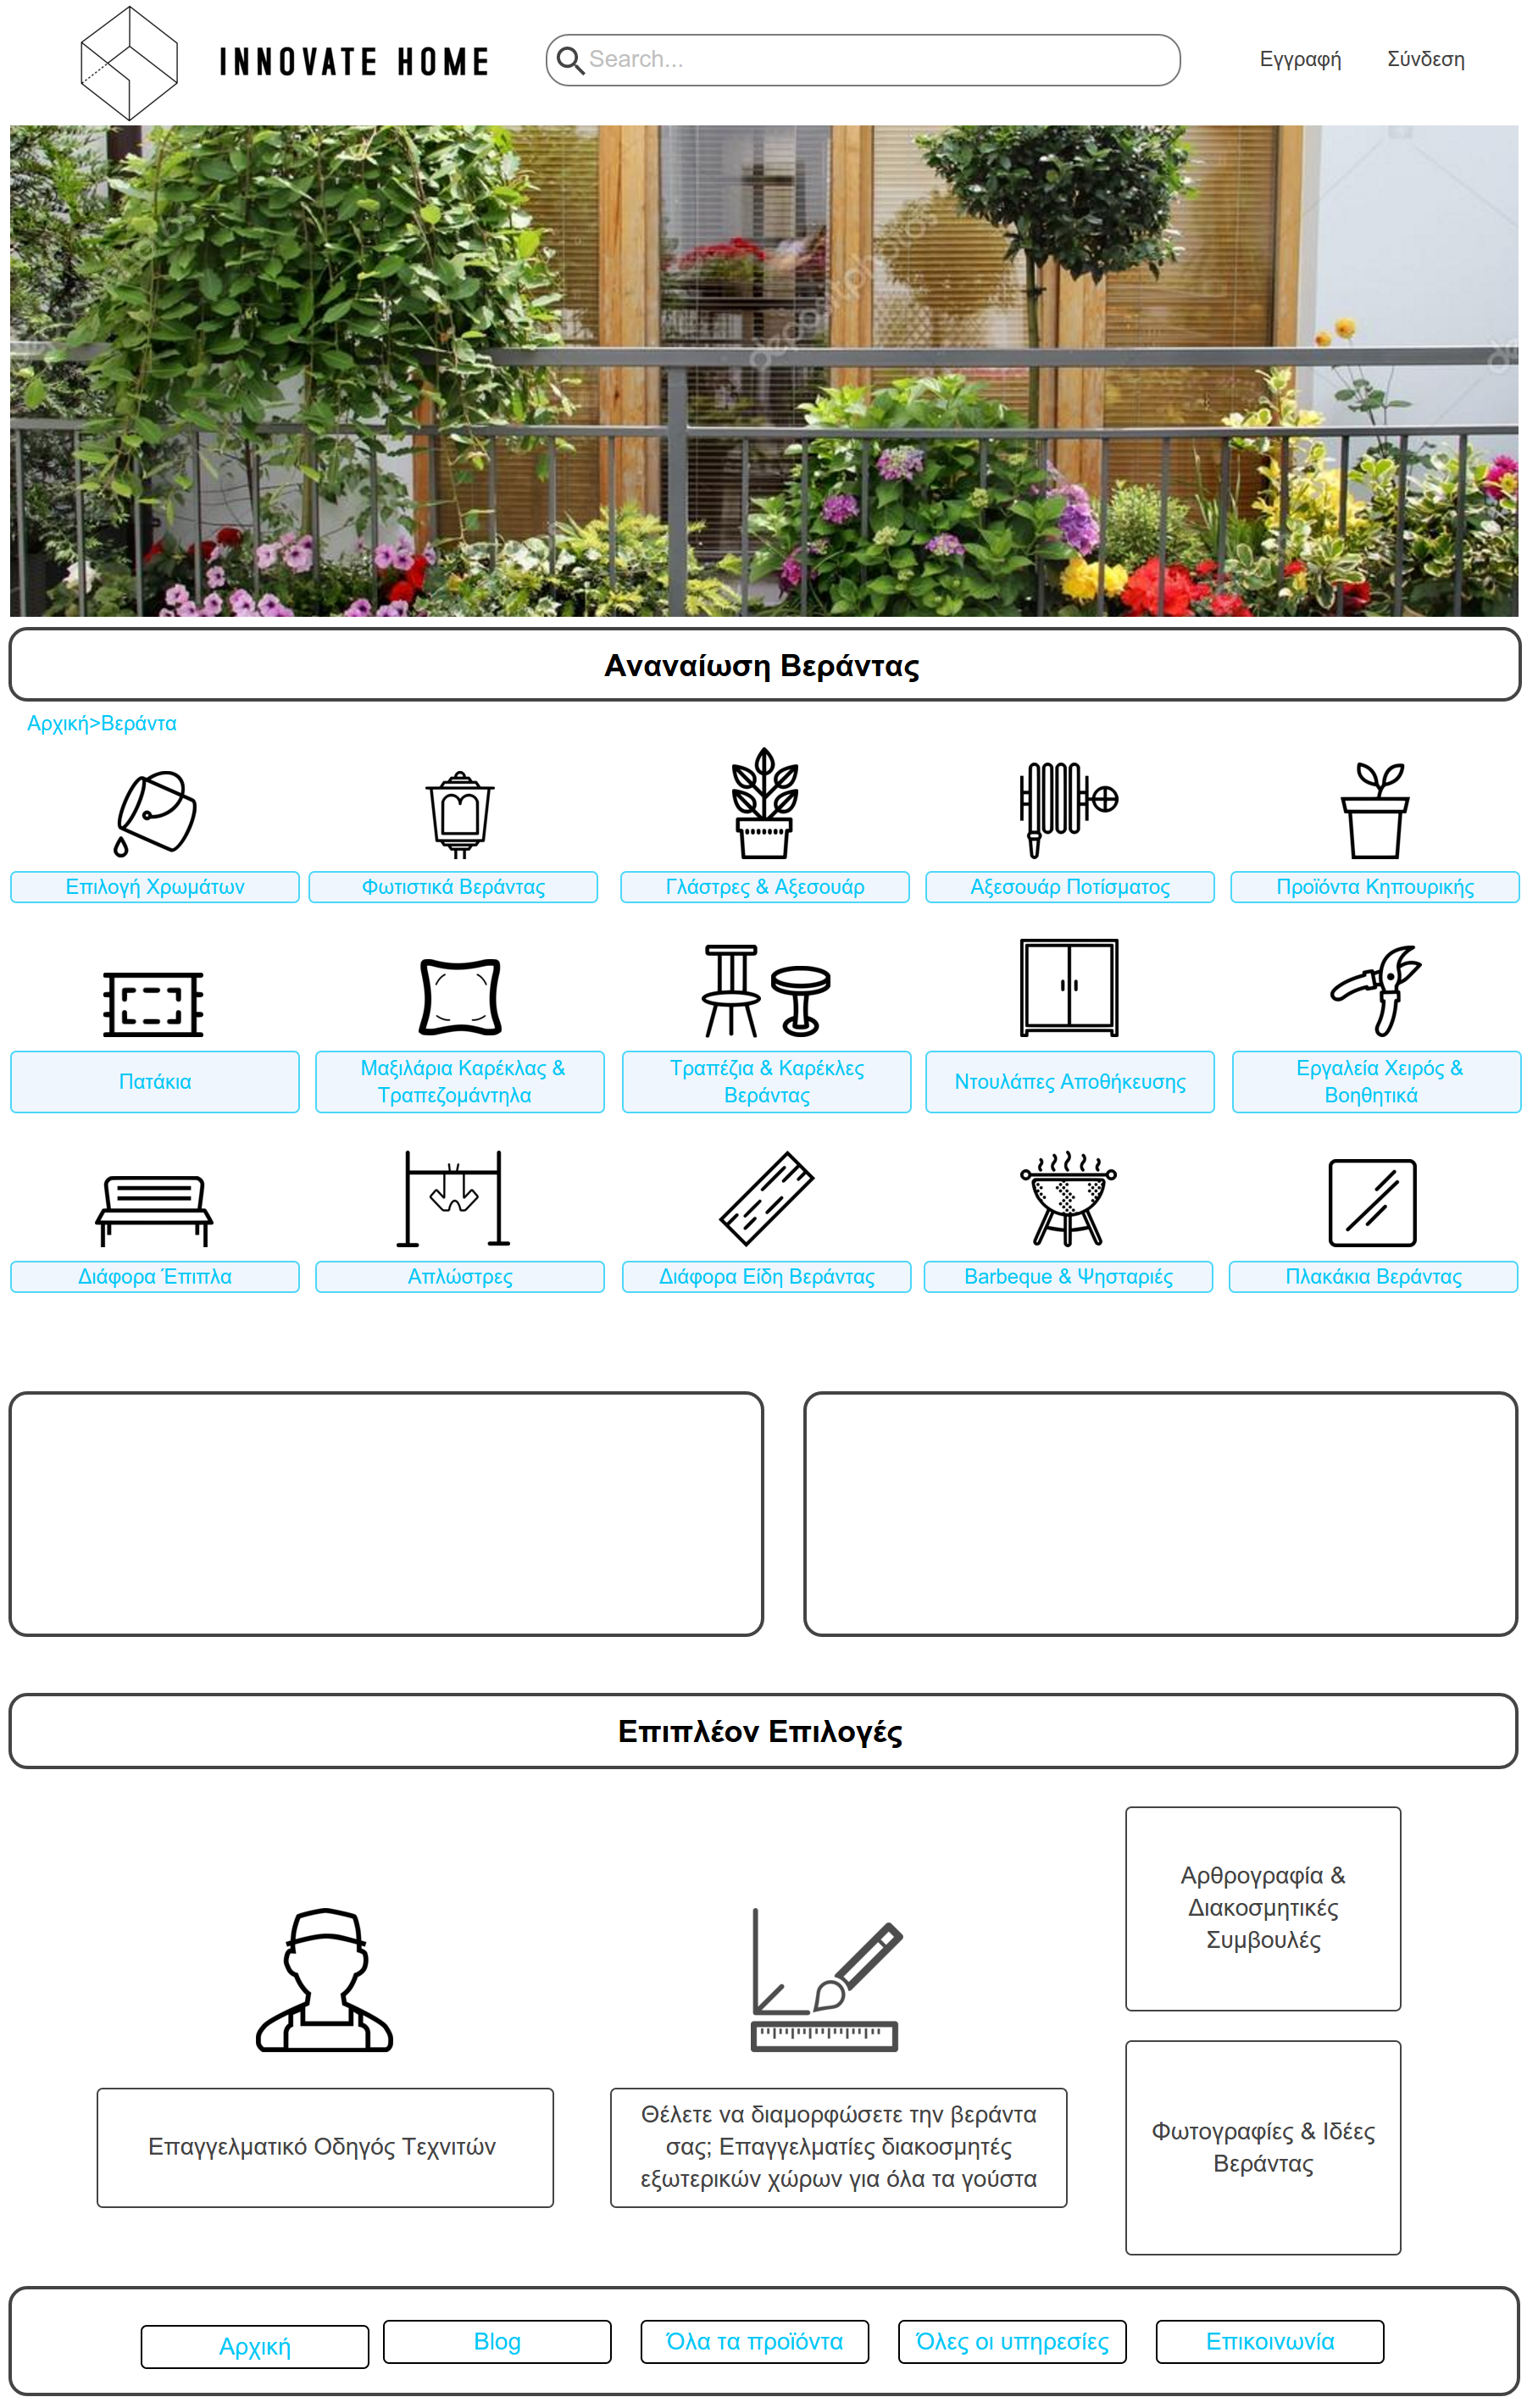 INNOVATE HOME
Search...
Εγγραφή
Σύνδεση
depositphotos
Αναναίωση Βεράντας
Αρχική>Βεράντα
Επιλογή Χρωμάτων
Φωτιστικά Βεράντας
Γλάστρες & Αξεσουάρ
Αξεσουάρ Ποτίσματος
Προϊόντα Κηπουρικής
Πατάκια
Μαξιλάρια Καρέκλας &
Τραπεζομάντηλα
Τραπέζια & Καρέκλες
Βεράντας
Ντουλάπες Αποθήκευσης
Εργαλεία Χειρός &
Βοηθητικά
Διάφορα Έπιπλα
Απλώστρες
Διάφορα Είδη Βεράντας
Barbeque & Ψησταριές
Πλακάκια Βεράντας
Επιπλέον Επιλογές
Αρθρογραφία &
Διακοσμητικές
Συμβουλές
Επαγγελματικό Οδηγός Τεχνιτών
Θέλετε να διαμορφώσετε την βεράντα
σας; Επαγγελματίες διακοσμητές
εξωτερικών χώρων για όλα τα γούστα
Φωτογραφίες & Ιδέες
Βεράντας
Αρχική
Blog
Όλα τα προϊόντα
Όλες οι υπηρεσίες
Επικοινωνία